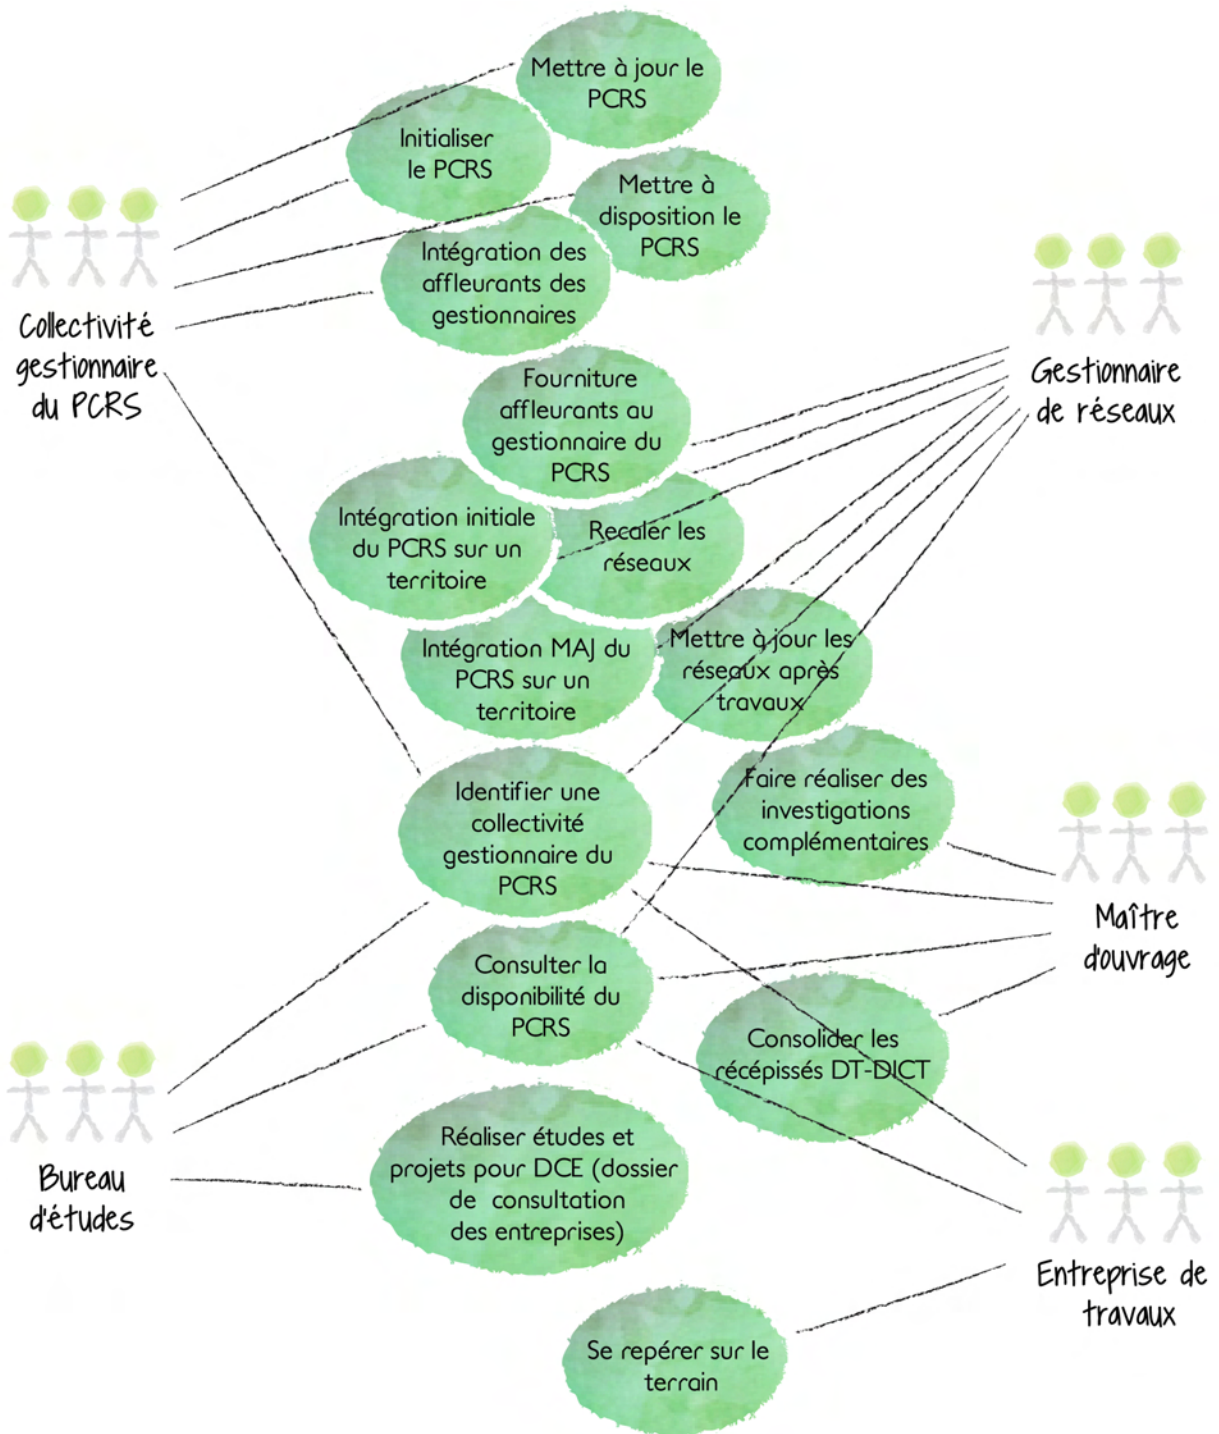 Mettre à jour le
PCRS
Initialiser
le PCRS
Mettre à
disposition le
PCRS
Intégration des
affleurants des
gestionnaires
Collectivité
gestionnaire
du PCRS
Gestionnaire
de réseaux
Fourniture
affleurants au
gestionnaire du
PCRS
Intégration initiale
du PCRS sur un
territoire
Recaler les
réseaux
Intégration MAJ du
PCRS sur un
territoire
Mettre à jour les
réseaux après
travaux
Identifier une
collectivité
gestionnaire du
PCRS
Faire réaliser des
investigations
complémentaires
Maître
d'ouvrage
Consulter la
disponibilité du
PCRS
Consolider les
récépissés DT-DICT
Bureau
d'études
Réaliser études et
projets pour DCE (dossier
de consultation
des entreprises)
Entreprise de
travaux
Se repérer sur le
terrain